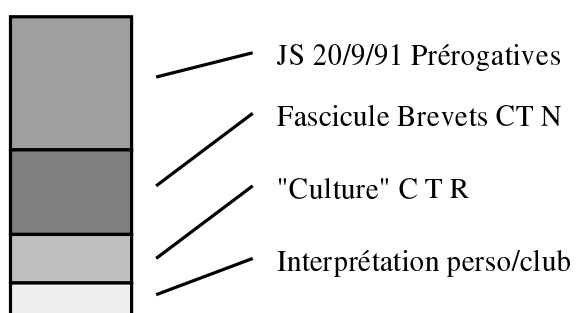 JS 20/9/91 Prérogatives
Fascicule Brevets CT N
"Culture" C T R
Interprétation perso/club